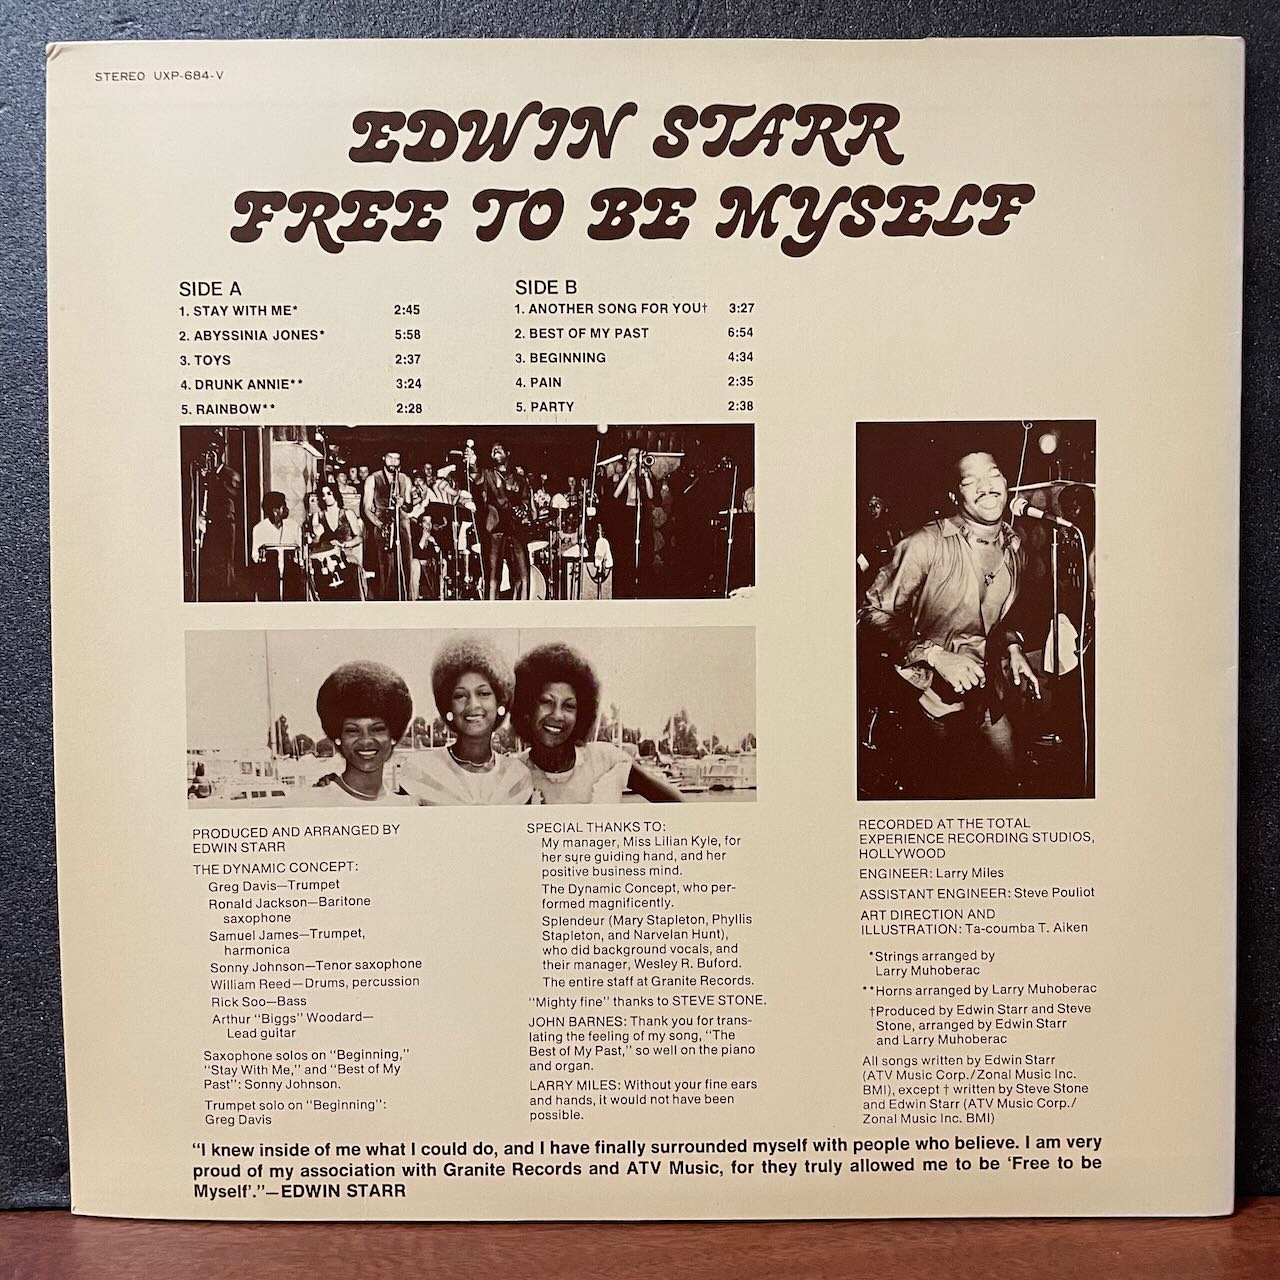 STEREO UXP-684-V
EDWIN STARR
FREE TO BE MYSELF
SIDE A
1. STAY WITH ME* 2:45
2. ABYSSINIA JONES* 5:58
3. TOYS 2:37
4. DRUNK ANNIE** 3:24
5. RAINBOW** 2:28
SIDE B
1. ANOTHER SONG FOR YOU† 3:27
2. BEST OF MY PAST 6:54
3. BEGINNING 4:34
4. PAIN 2:35
5. PARTY 2:38
PRODUCED AND ARRANGED BY
EDWIN STARR
THE DYNAMIC CONCEPT:
Greg Davis—Trumpet
Ronald Jackson—Baritone
saxophone
Samuel James—Trumpet,
harmonica
Sonny Johnson—Tenor saxophone
William Reed—Drums, percussion
Rick Soo—Bass
Arthur "Biggs" Woodard—
Lead guitar
Saxophone solos on "Beginning,"
"Stay With Me," and "Best of My
Past": Sonny Johnson.
Trumpet solo on "Beginning":
Greg Davis
SPECIAL THANKS TO:
My manager, Miss Lilian Kyle, for
her sure guiding hand, and her
positive business mind.
The Dynamic Concept, who per-
formed magnificently.
Splendeur (Mary Stapleton, Phyllis
Stapleton, and Narvelan Hunt),
who did background vocals, and
their manager, Wesley R. Buford.
The entire staff at Granite Records.
"Mighty fine" thanks to STEVE STONE.
JOHN BARNES: Thank you for trans-
lating the feeling of my song, "The
Best of My Past," so well on the piano
and organ.
LARRY MILES: Without your fine ears
and hands, it would not have been
possible.
RECORDED AT THE TOTAL
EXPERIENCE RECORDING STUDIOS,
HOLLYWOOD
ENGINEER: Larry Miles
ASSISTANT ENGINEER: Steve Pouliot
ART DIRECTION AND
ILLUSTRATION: Ta-coumba T. Aiken
*Strings arranged by
Larry Muhoberac
**Horns arranged by Larry Muhoberac
†Produced by Edwin Starr and Steve
Stone, arranged by Edwin Starr
and Larry Muhoberac
All songs written by Edwin Starr
(ATV Music Corp./Zonal Music Inc.
BMI), except † written by Steve Stone
and Edwin Starr (ATV Music Corp./
Zonal Music Inc. BMI)
"I knew inside of me what I could do, and I have finally surrounded myself with people who believe. I am very
proud of my association with Granite Records and ATV Music, for they truly allowed me to be 'Free to be
Myself'."—EDWIN STARR